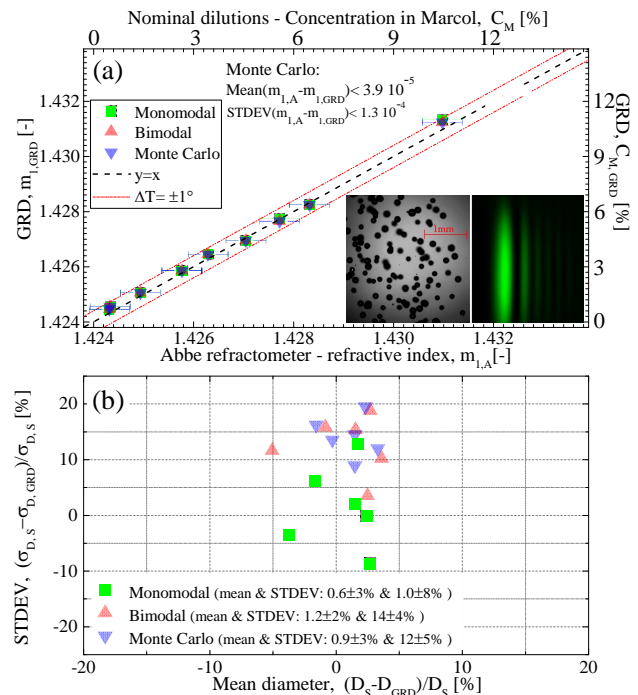 Nominal dilutions - Concentration in Marcol, C_M [%]
0 5 10 15
(a)
Monte Carlo:
Mean(m_1,A-m_1,GRD)< 3.9 10^-5
STDEV(m_1,A-m_1,GRD)< 1.3 10^-4
Monomodal
Bimodal
Monte Carlo
y=x
ΔT= ±1°
GRD, m_1,GRD [-]
1.432
1.430
1.428
1.426
1.424
GRD, C_M, GRD [%]
12
9
6
3
0
1mm
1.424 1.426 1.428 1.430 1.432
Abbe refractometer - refractive index, m_1,A[-]
(b)
STDEV, (σ_D, S-σ_D, GRD)/σ_D, S [%]
20
10
0
-10
-20
Monomodal (mean & STDEV: 0.6±3% & 1.0±8% )
Bimodal (mean & STDEV: 1.2±2% & 14±4% )
Monte Carlo (mean & STDEV: 0.9±3% & 12±5% )
-20 -10 0 10 20
Mean diameter, (D_S-D_GRD)/D_S [%]